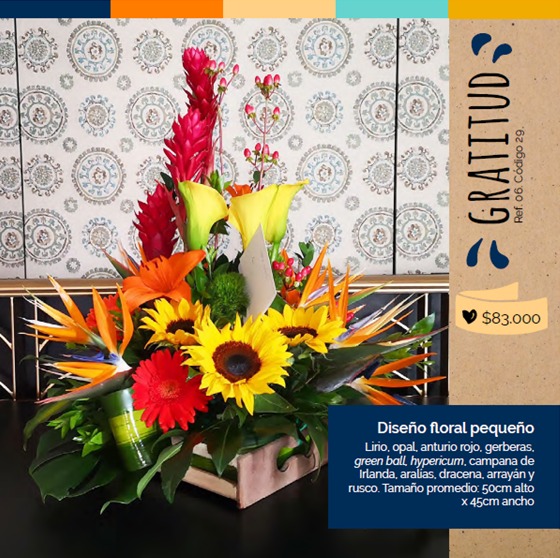 GRATITUD
Ref. 06. Código 29.
$83.000
Diseño floral pequeño
Lirio, opal, anturio rojo, gerberas,
green ball, hypericum, campana de
Irlanda, aralias, dracena, arrayán y
rusco. Tamaño promedio: 50cm alto
x 45cm ancho